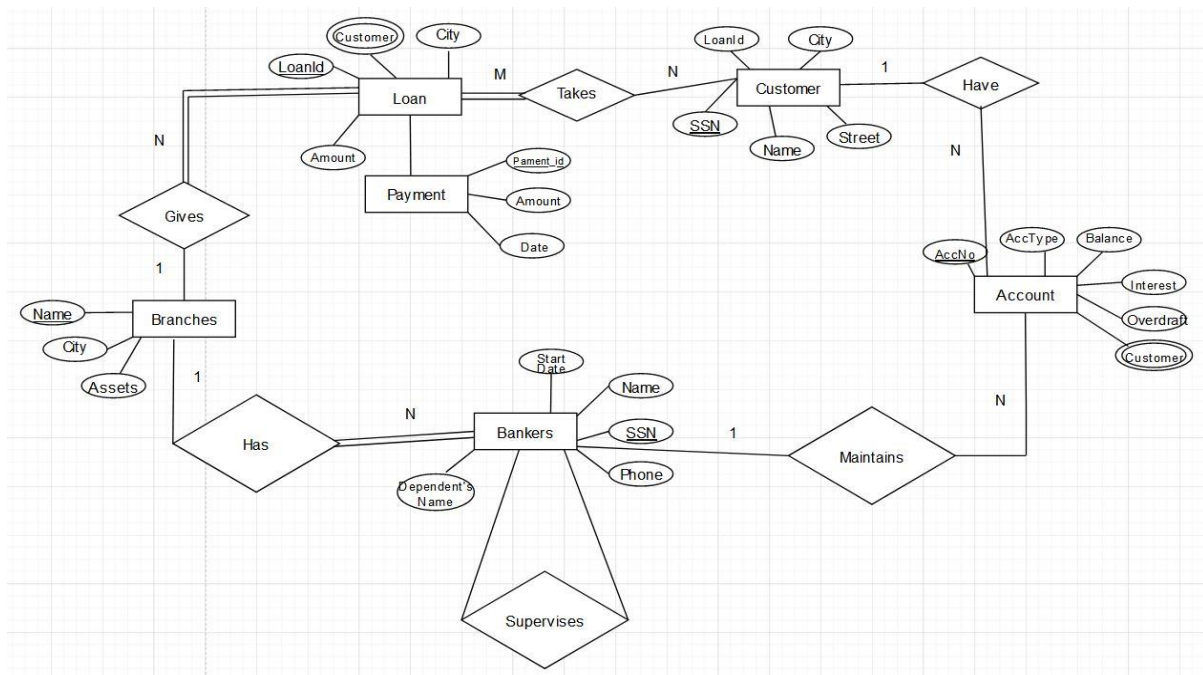 Customer
City
LoanId
Loan
M
Takes
N
LoanId
City
Customer
1
Have
SSN
Name
Street
N
Amount
Payment
Pament_id
Amount
Date
N
Gives
1
AccNo
AccType
Balance
Account
Interest
Overdraft
Customer
Name
Branches
City
Assets
1
Has
N
Start
Date
Name
Bankers
SSN
Phone
Dependent's
Name
1
Maintains
N
Supervises